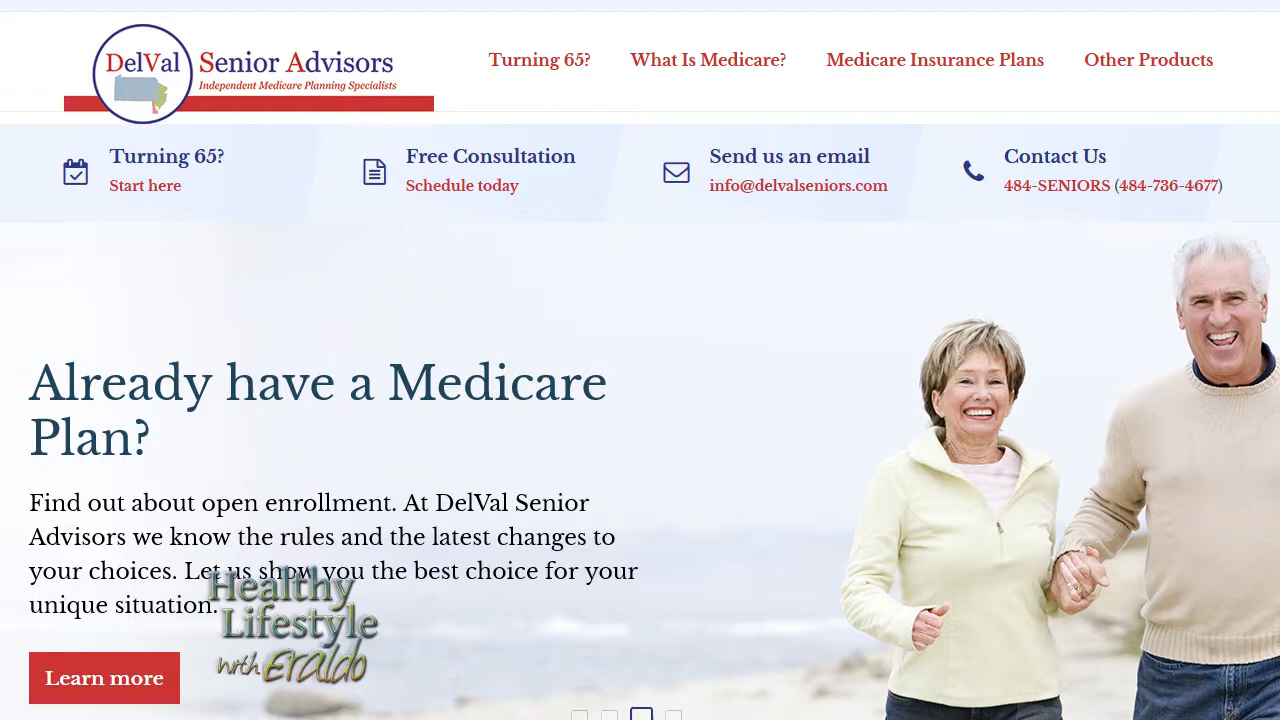 DelVal
Senior Advisors
Independent Medicare Planning Specialists
Turning 65?
What Is Medicare?
Medicare Insurance Plans
Other Products
Turning 65?
Start here
Free Consultation
Schedule today
Send us an email
info@delvalseniors.com
Contact Us
484-SENIORS (484-736-4677)
Already have a Medicare
Plan?
Find out about open enrollment. At DelVal Senior
Advisors we know the rules and the latest changes to
your choices. Let us show you the best choice for your
unique situation.
Healthy
Lifestyle
with Eraldo
Learn more